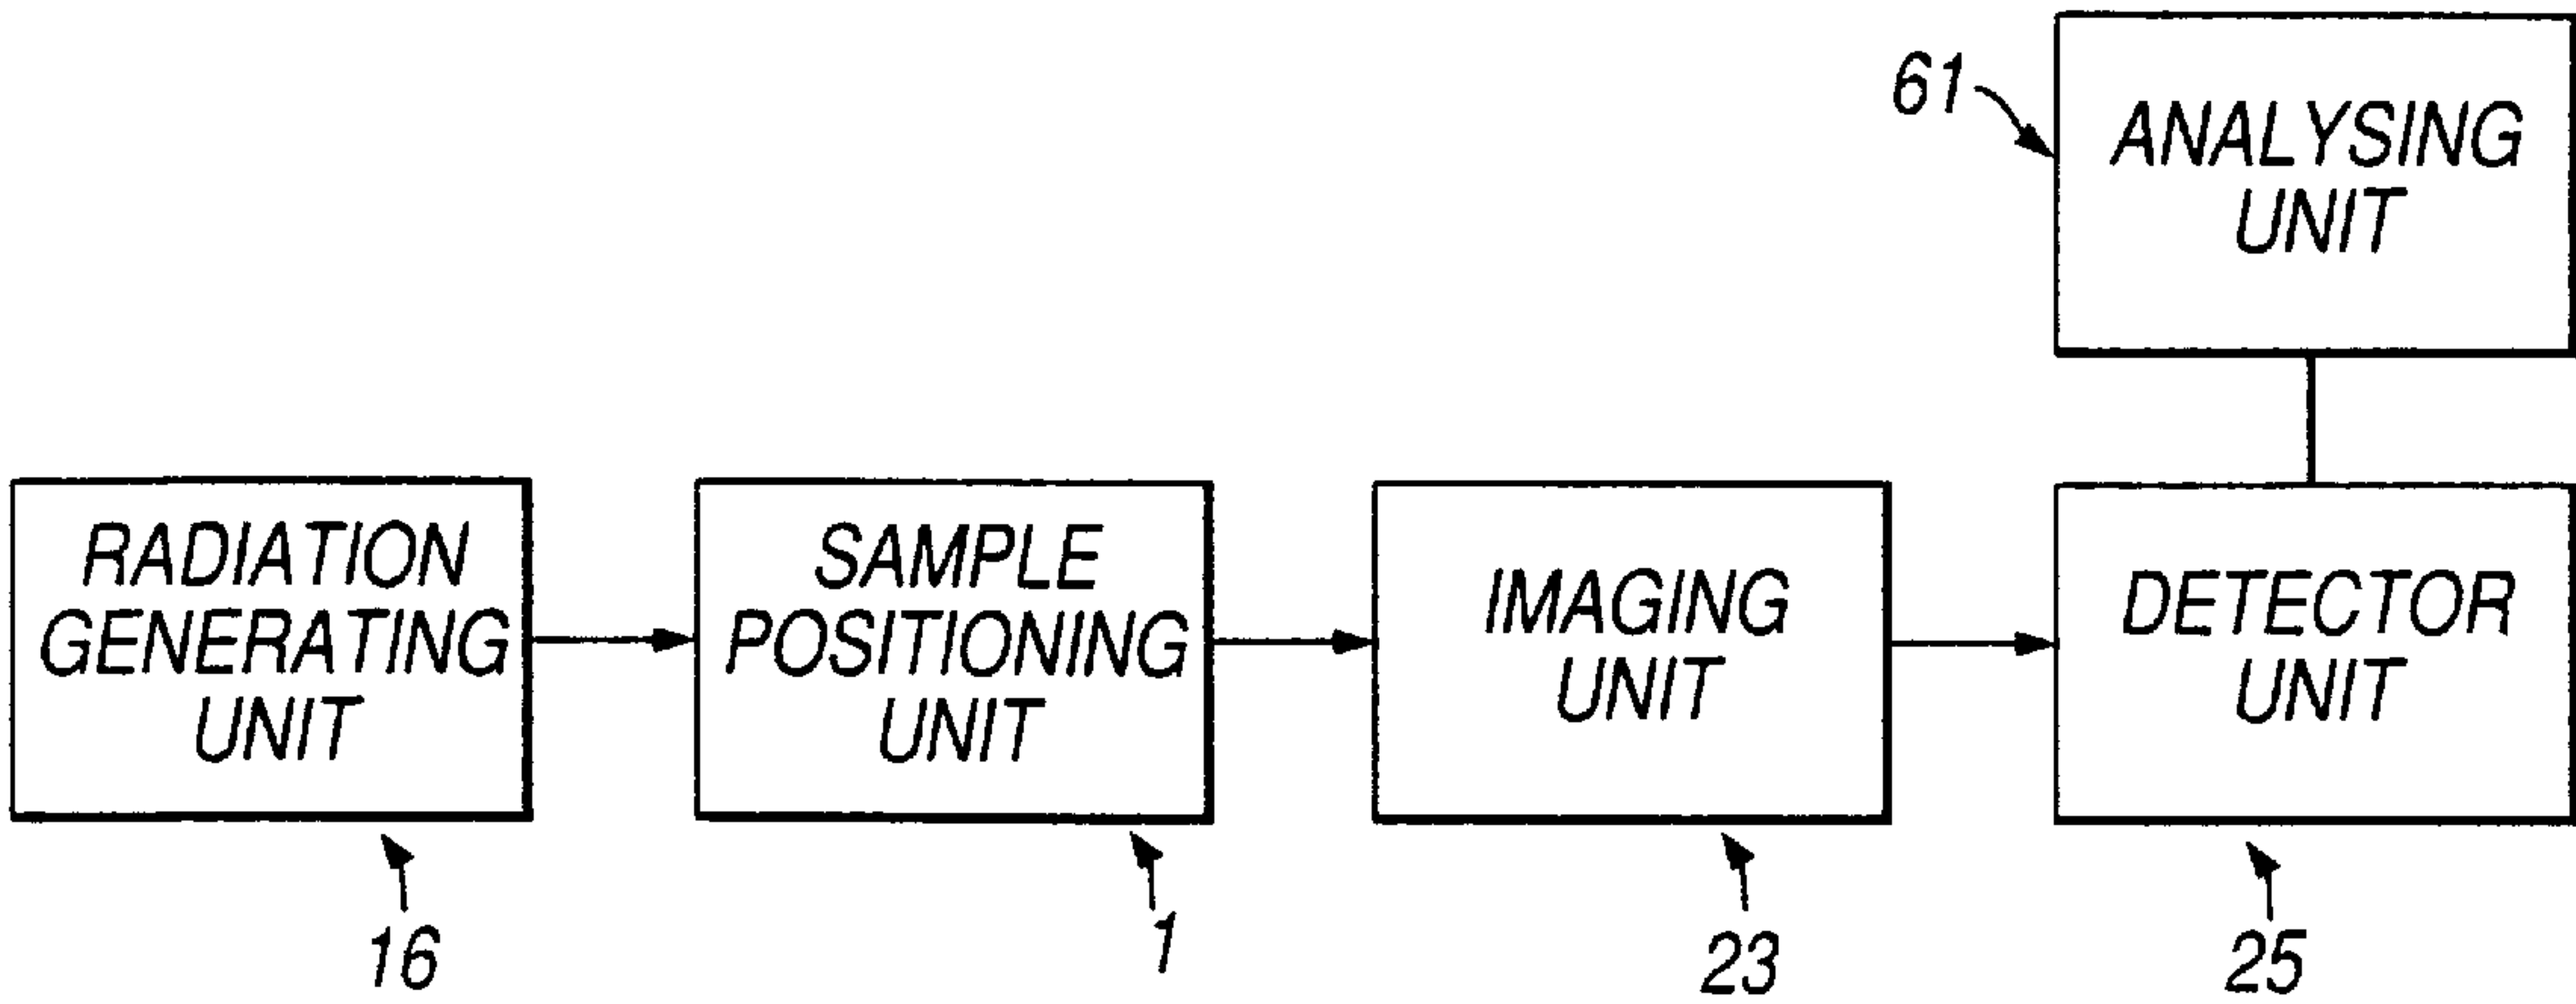 61
ANALYSING
UNIT
RADIATION
GENERATING
UNIT
SAMPLE
POSITIONING
UNIT
IMAGING
UNIT
DETECTOR
UNIT
16
1
23
25